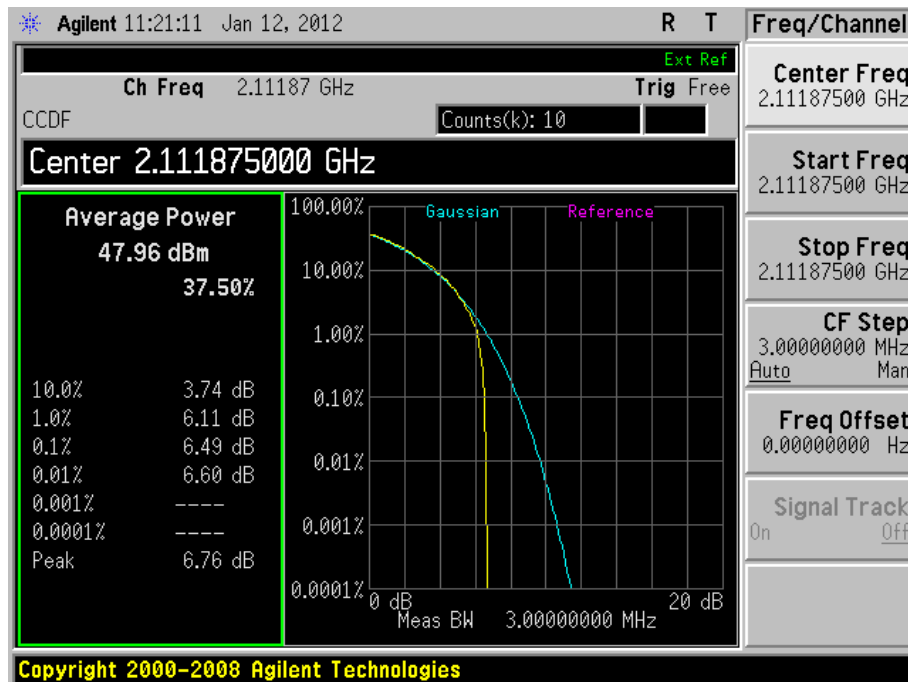 Agilent 11:21:11 Jan 12, 2012 R T
Freq/Channel
Ext Ref
Ch Freq 2.11187 GHz Trig Free
CCDF Counts(k): 10
Center 2.111875000 GHz
Average Power
47.96 dBm
37.50%
10.0% 3.74 dB
1.0% 6.11 dB
0.1% 6.49 dB
0.01% 6.60 dB
0.001% ----
0.0001% ----
Peak 6.76 dB
Gaussian Reference
100.00%
10.00%
1.00%
0.10%
0.01%
0.001%
0.0001%
0 dB 20 dB
Meas BW 3.00000000 MHz
Center Freq
2.11187500 GHz
Start Freq
2.11187500 GHz
Stop Freq
2.11187500 GHz
CF Step
3.00000000 MHz
Auto Man
Freq Offset
0.00000000 Hz
Signal Track
On Off
Copyright 2000-2008 Agilent Technologies